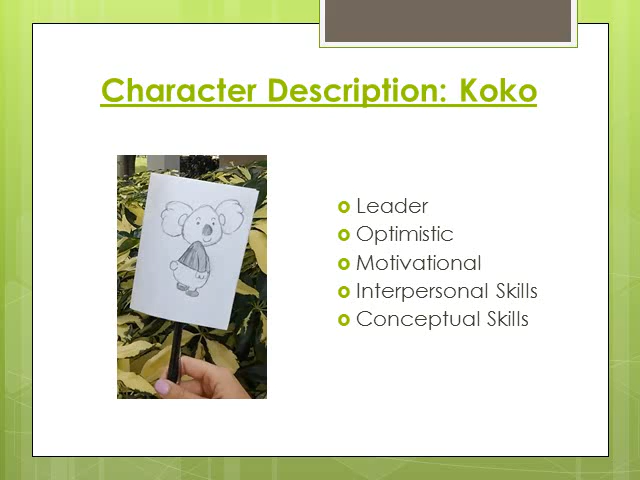 Character Description: Koko
Leader
Optimistic
Motivational
Interpersonal Skills
Conceptual Skills